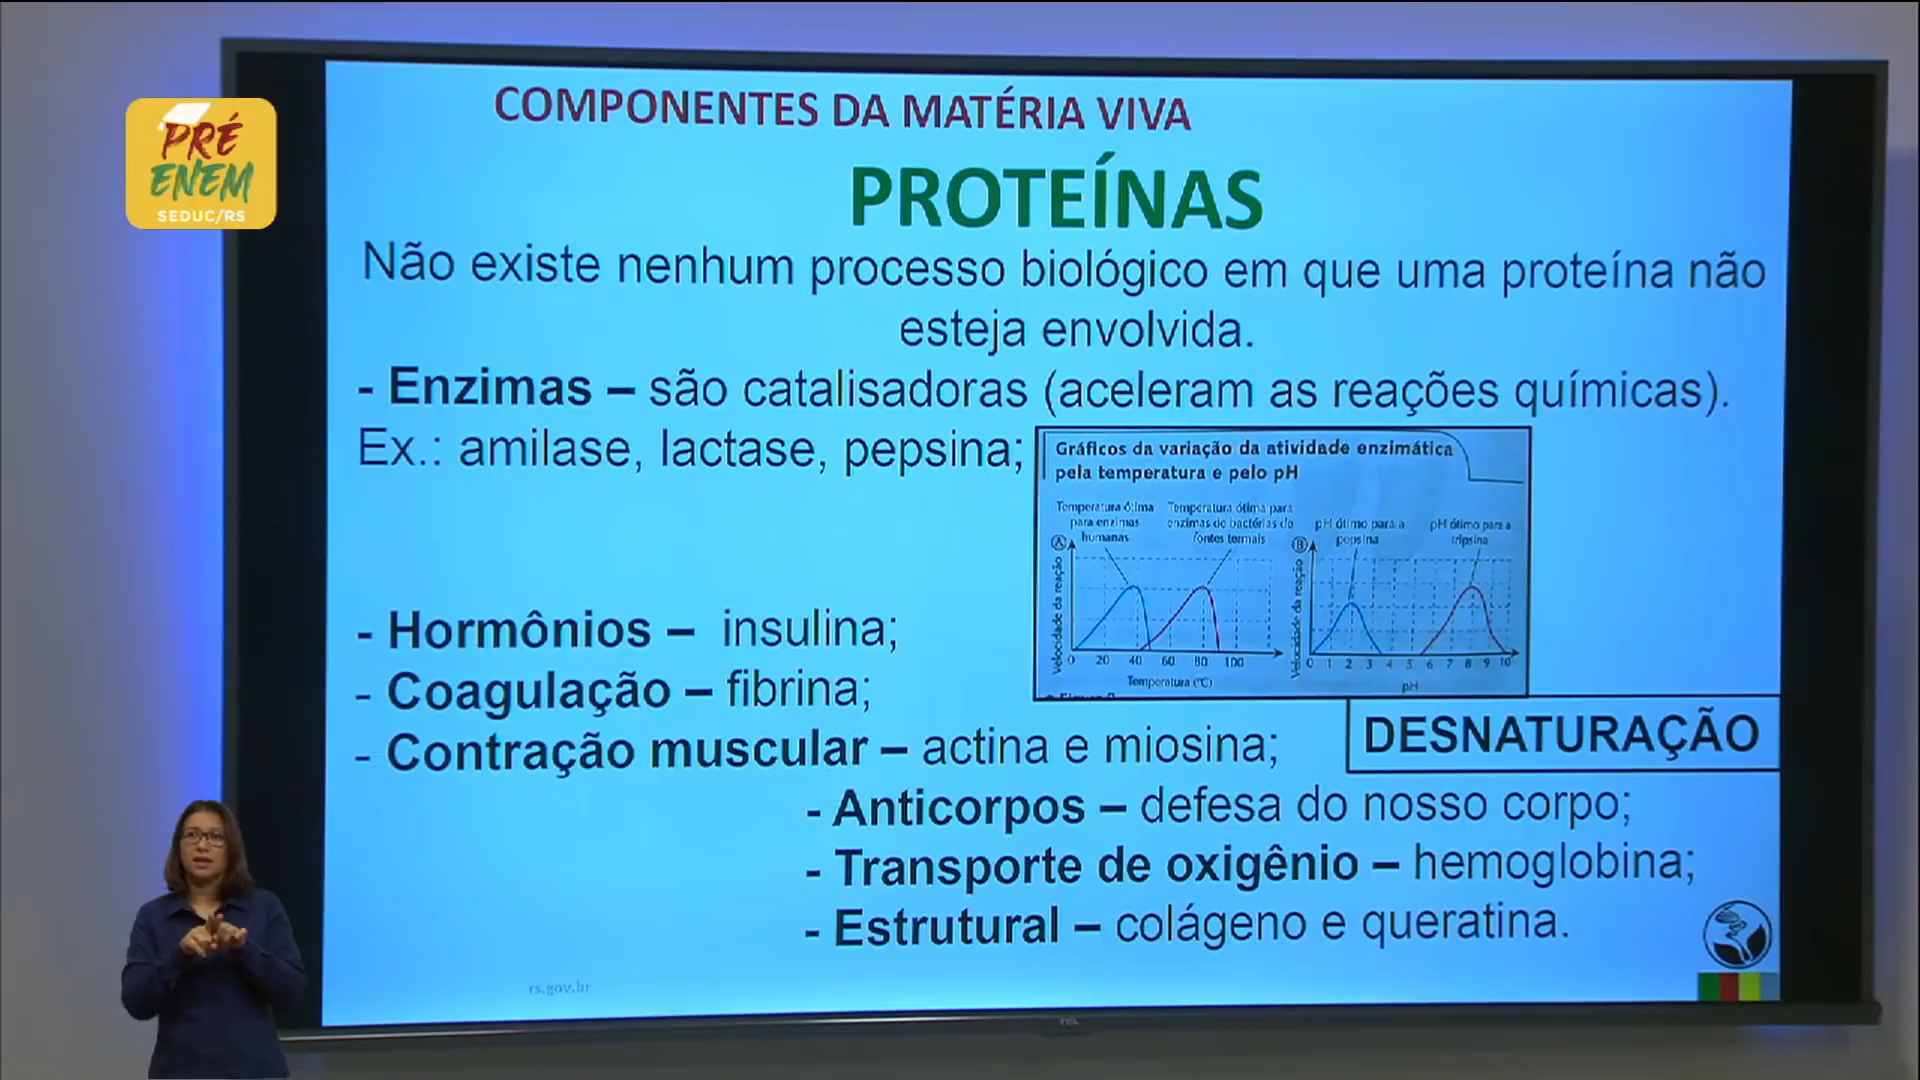 PRÉ
ENEM
SEDUC/RS
COMPONENTES DA MATÉRIA VIVA
PROTEÍNAS
Não existe nenhum processo biológico em que uma proteína não
esteja envolvida.
- Enzimas – são catalisadoras (aceleram as reações químicas).
Ex.: amilase, lactase, pepsina;
Gráficos da variação da atividade enzimática
pela temperatura e pelo pH
Temperatura ótima
para enzimas
humanas
Temperatura ótima para
enzimas de bactérias de
fontes termais
A
Velocidade da reação
0 20 40 60 80 100
Temperatura (°C)
pH ótimo para a
pepsina
pH ótimo para a
tripsina
B
Velocidade da reação
0 1 2 3 4 5 6 7 8 9 10
pH
- Hormônios – insulina;
- Coagulação – fibrina;
- Contração muscular – actina e miosina;
DESNATURAÇÃO
- Anticorpos – defesa do nosso corpo;
- Transporte de oxigênio – hemoglobina;
- Estrutural – colágeno e queratina.
rs.gov.br
TCL